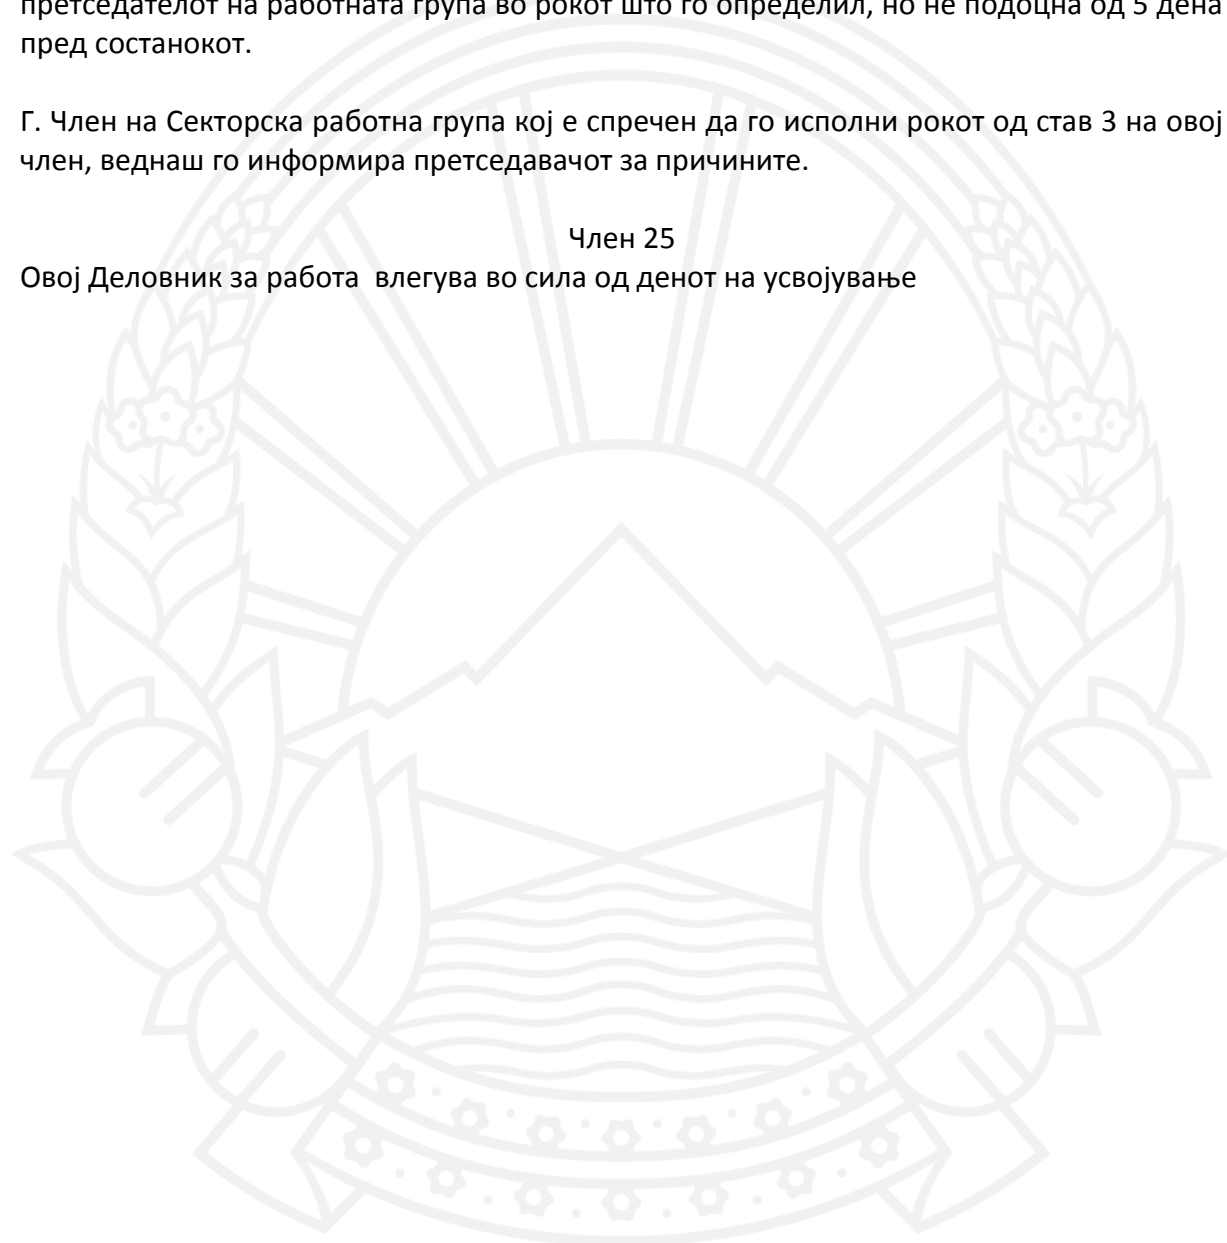 претседателот на работната група во рокот што го определил, но не подоцна од 5 дена
пред состанокот.
Г. Член на Секторска работна група кој е спречен да го исполни рокот од став 3 на овој
член, веднаш го информира претседавачот за причините.
Член 25
Овој Деловник за работа  влегува во сила од денот на усвојување